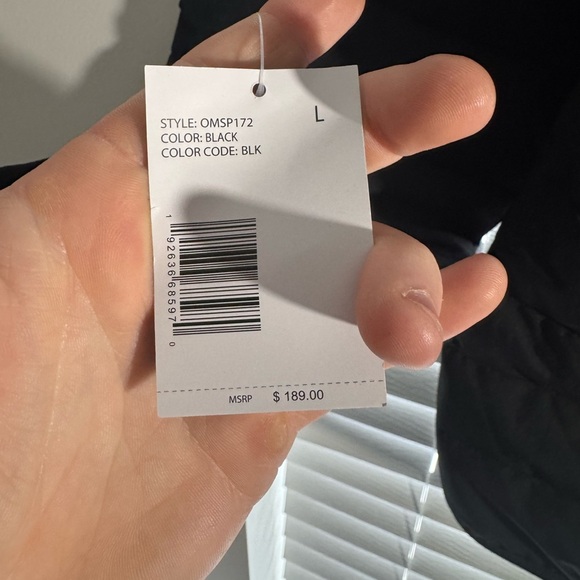 L
STYLE: OMSP172
COLOR: BLACK
COLOR CODE: BLK
1 92636 68597 0
MSRP $ 189.00